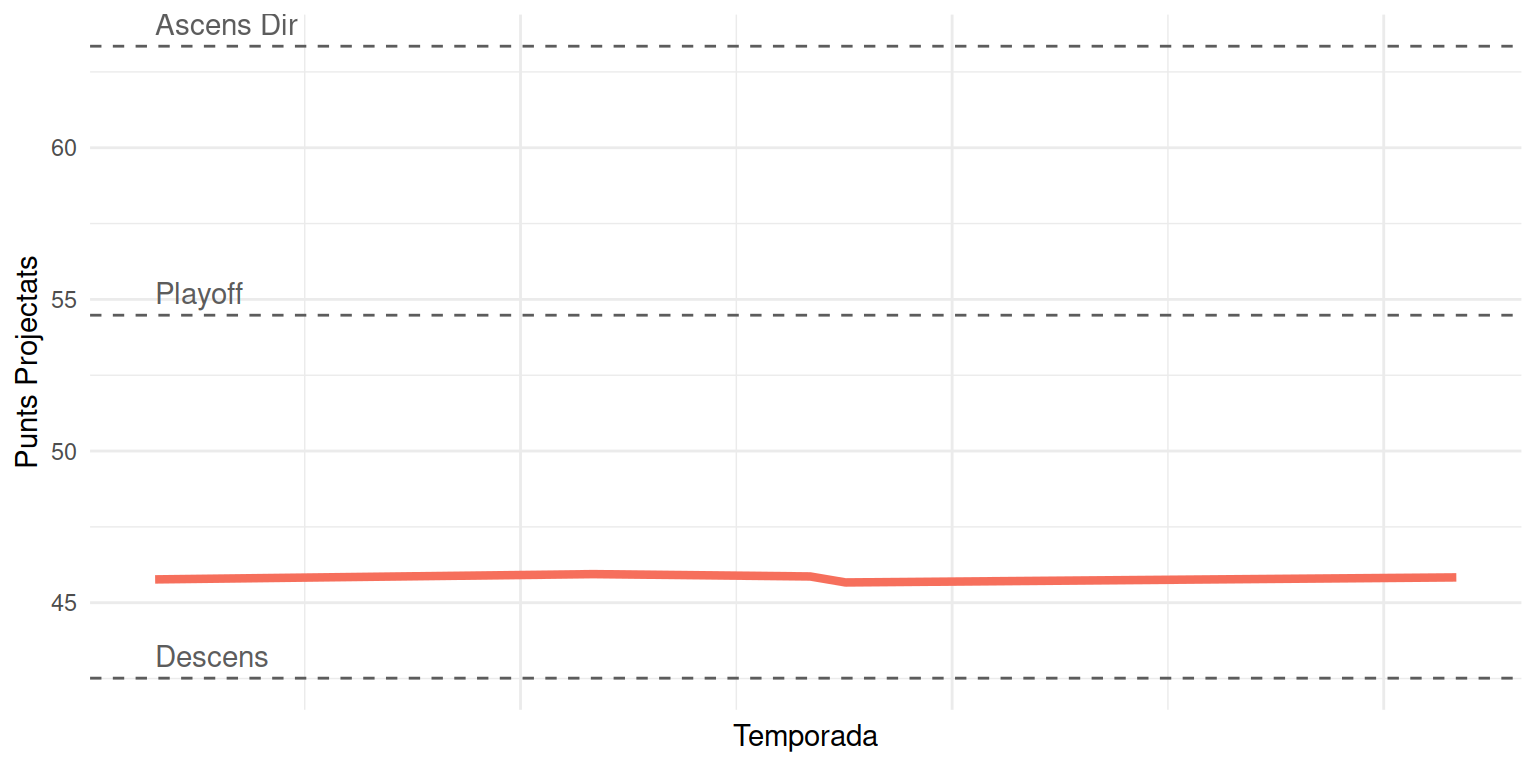 Ascens Dir
60
Playoff
55
50
45
Descens
Punts Projectats
Temporada